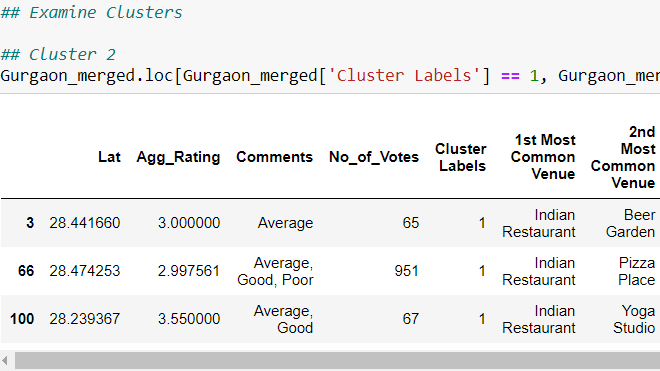 ## Examine Clusters
## Cluster 2
Gurgaon_merged.loc[Gurgaon_merged['Cluster Labels'] == 1, Gurgaon_mer
Lat Agg_Rating Comments No_of_Votes Cluster Labels 1st Most Common Venue 2nd Most Common Venue
3 28.441660 3.000000 Average 65 1 Indian Restaurant Beer Garden
66 28.474253 2.997561 Average, Good, Poor 951 1 Indian Restaurant Pizza Place
100 28.239367 3.550000 Average, Good 67 1 Indian Restaurant Yoga Studio